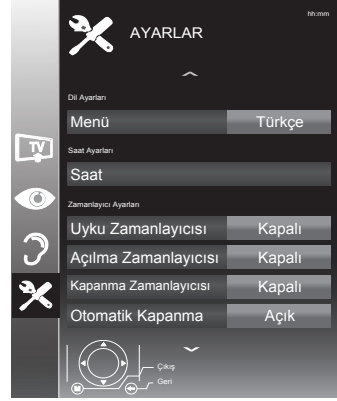 hh:mm
AYARLAR
Dil Ayarları
Menü Türkçe
Saat Ayarları
Saat
TV
Zamanlayıcı Ayarları
Uyku Zamanlayıcısı Kapalı
Açılma Zamanlayıcısı Kapalı
Kapanma Zamanlayıcısı Kapalı
Otomatik Kapanma Açık
Çıkış
Geri
M